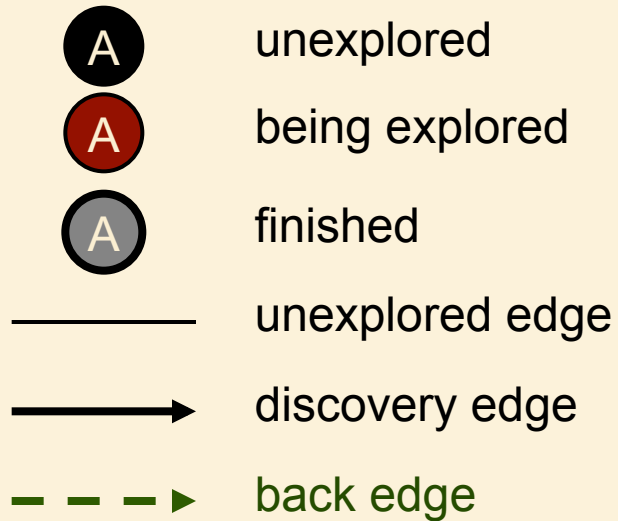 A unexplored
A being explored
A finished
unexplored edge
discovery edge
back edge